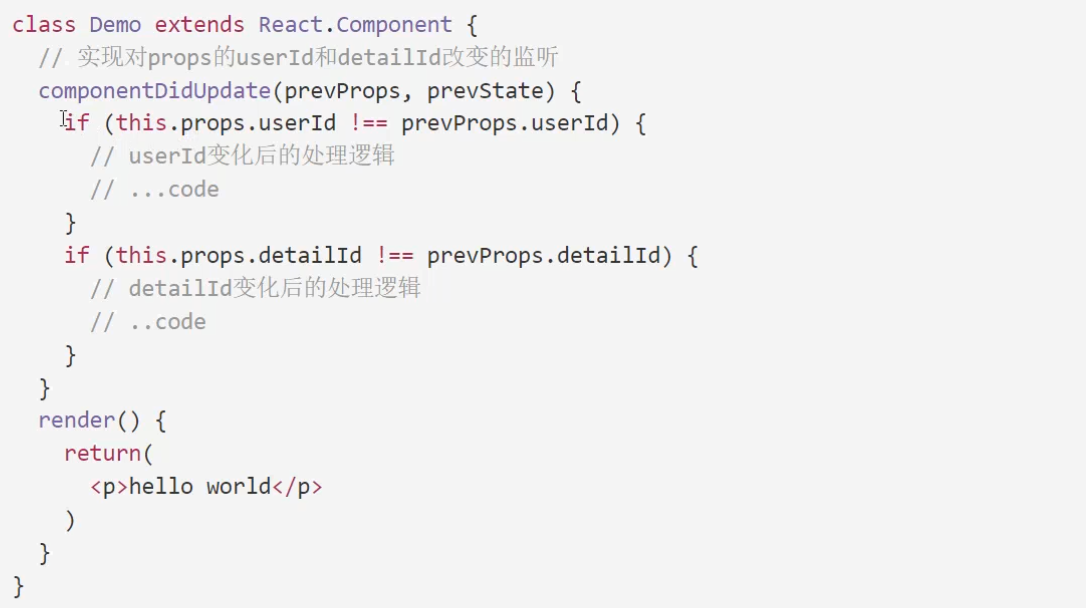 class Demo extends React.Component {
// 实现对props的userId和detailId改变的监听
componentDidUpdate(prevProps, prevState) {
if (this.props.userId !== prevProps.userId) {
// userId变化后的处理逻辑
// ...code
}
if (this.props.detailId !== prevProps.detailId) {
// detailId变化后的处理逻辑
// ..code
}
}
render() {
return(
<p>hello world</p>
)
}
}